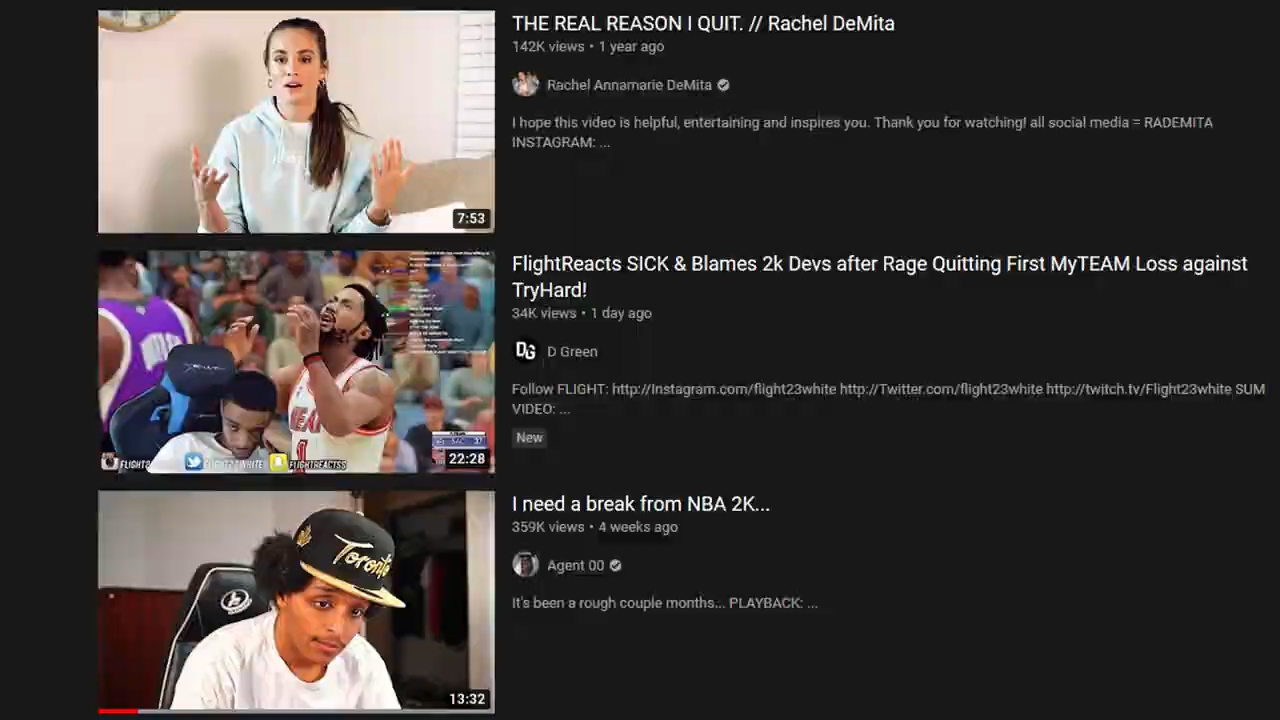 THE REAL REASON I QUIT. // Rachel DeMita
142K views • 1 year ago
Rachel Annamarie DeMita
I hope this video is helpful, entertaining and inspires you. Thank you for watching! all social media = RADEMITA
INSTAGRAM: ...
7:53
FlightReacts SICK & Blames 2k Devs after Rage Quitting First MyTEAM Loss against
TryHard!
34K views • 1 day ago
DG
D Green
Follow FLIGHT: http://Instagram.com/flight23white http://Twitter.com/flight23white http://twitch.tv/Flight23white SUM
VIDEO: ...
New
HEAT
1
FLIGHT23WHITE
FLIGHTREACTSS
22:28
I need a break from NBA 2K...
359K views • 4 weeks ago
Agent 00
It's been a rough couple months... PLAYBACK: ...
Toronto
13:32